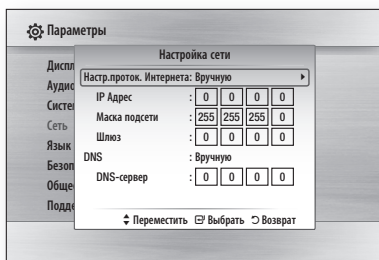 Параметры
Настройка сети
Диспл
Аудио
Систе
Сеть
Язык
Безоп
Обще
Подде
Настр.проток. Интернета: Вручную
IP Адрес : 0 0 0 0
Маска подсети : 255 255 255 0
Шлюз : 0 0 0 0
DNS : Вручную
DNS-сервер : 0 0 0 0
Переместить Выбрать Возврат